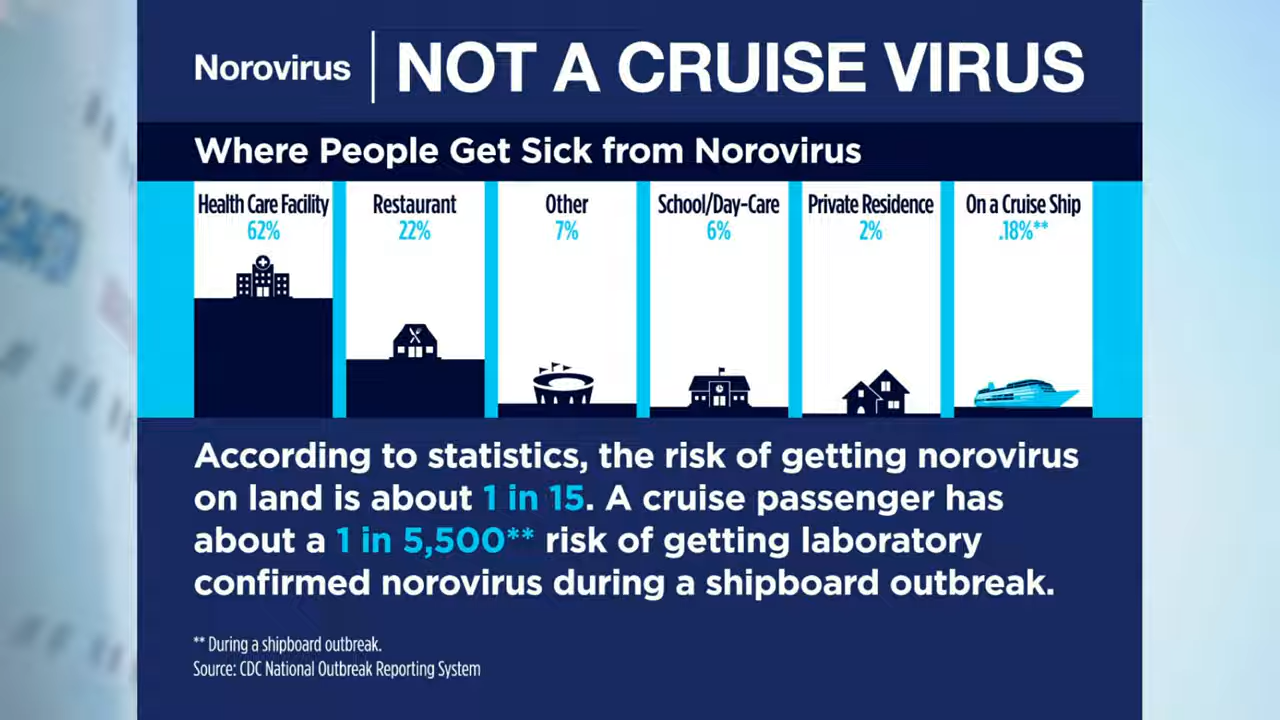 Norovirus
NOT A CRUISE VIRUS
Where People Get Sick from Norovirus
Health Care Facility
62%
Restaurant
22%
Other
7%
School/Day-Care
6%
Private Residence
2%
On a Cruise Ship
.18%**
According to statistics, the risk of getting norovirus
on land is about 1 in 15. A cruise passenger has
about a 1 in 5,500** risk of getting laboratory
confirmed norovirus during a shipboard outbreak.
** During a shipboard outbreak.
Source: CDC National Outbreak Reporting System